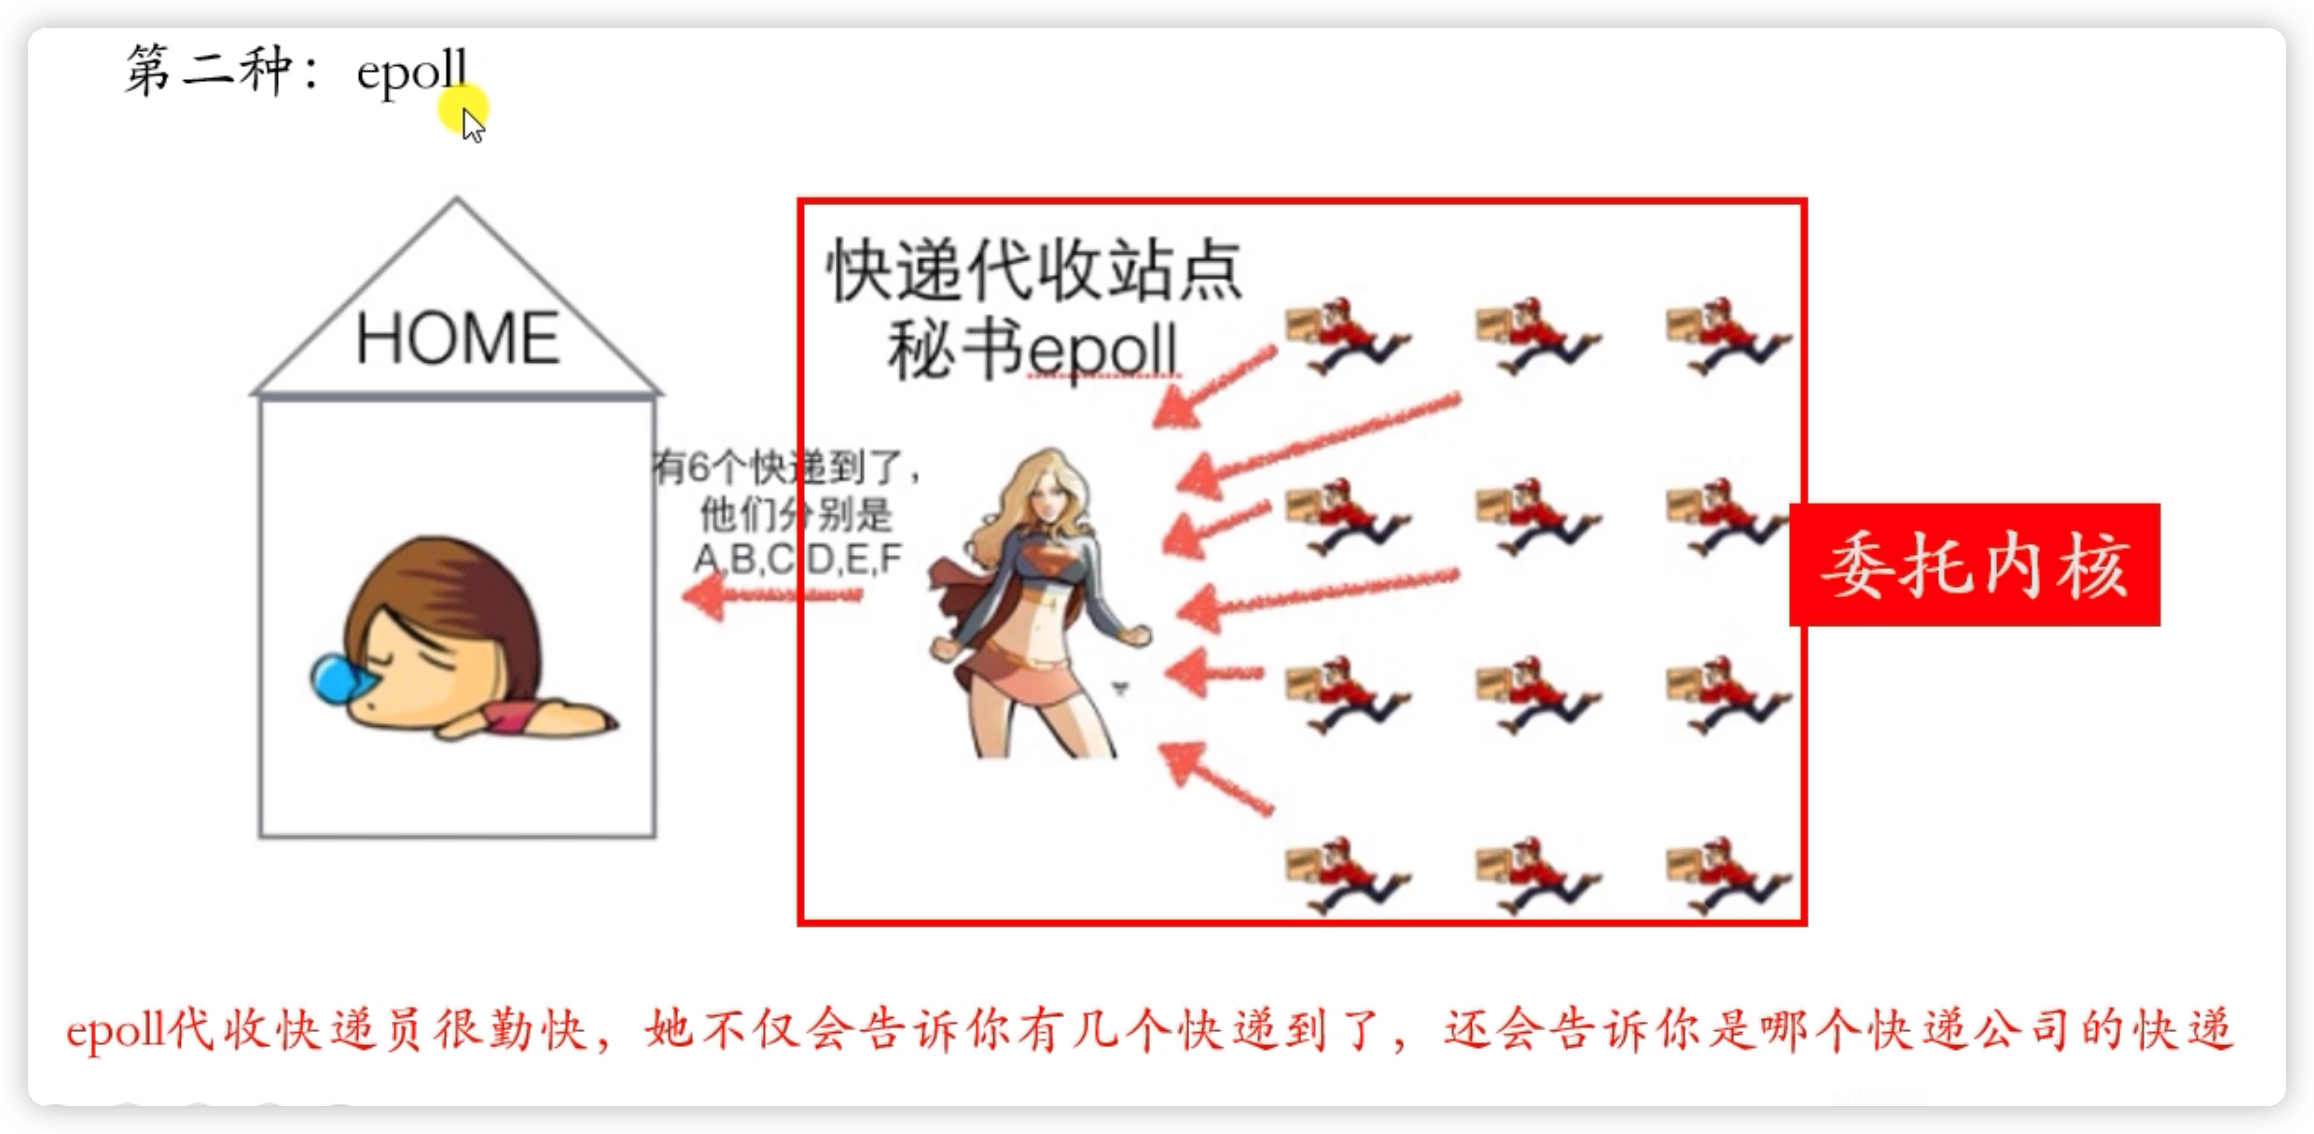 第二种：epoll
HOME
快递代收站点
秘书epoll
有6个快递到了，
他们分别是
A,B,C,D,E,F
委托内核
epoll代收快递员很勤快，她不仅会告诉你有几个快递到了，还会告诉你是哪个快递公司的快递